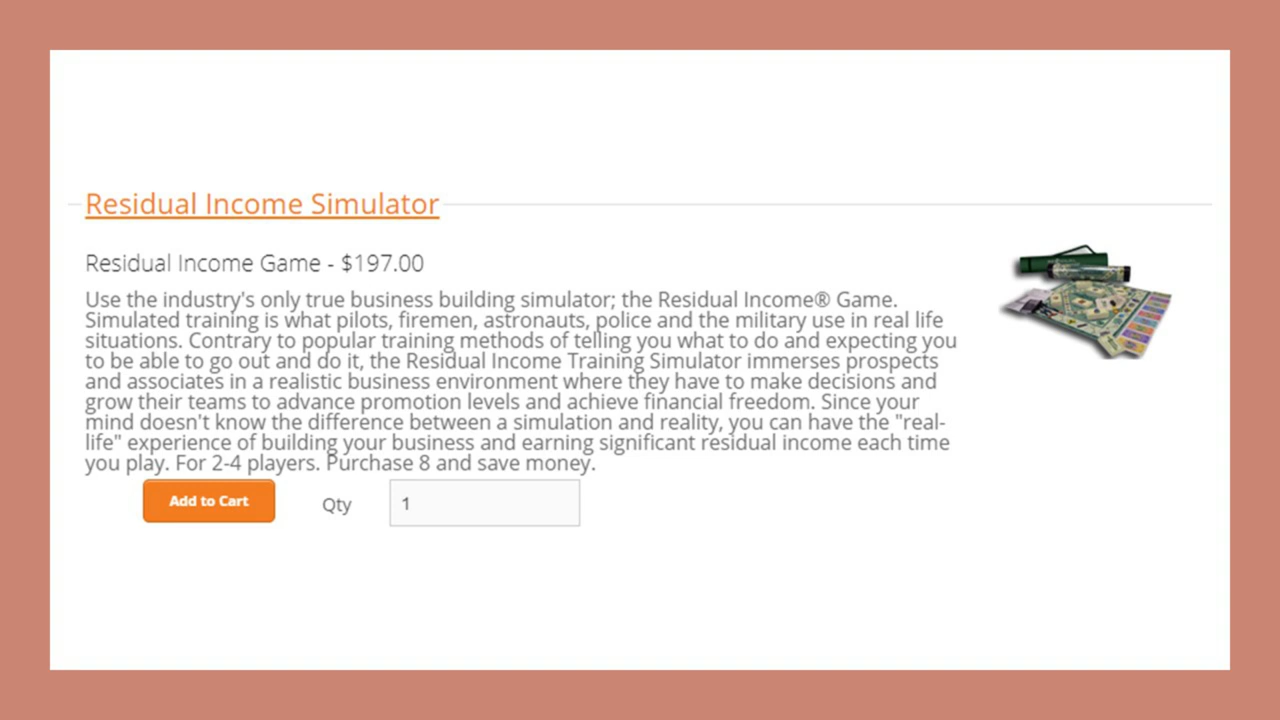 Residual Income Simulator
Residual Income Game - $197.00
Use the industry's only true business building simulator; the Residual Income® Game.
Simulated training is what pilots, firemen, astronauts, police and the military use in real life
situations. Contrary to popular training methods of telling you what to do and expecting you
to be able to go out and do it, the Residual Income Training Simulator immerses prospects
and associates in a realistic business environment where they have to make decisions and
grow their teams to advance promotion levels and achieve financial freedom. Since your
mind doesn't know the difference between a simulation and reality, you can have the "real-
life" experience of building your business and earning significant residual income each time
you play. For 2-4 players. Purchase 8 and save money.
Add to Cart
Qty
1